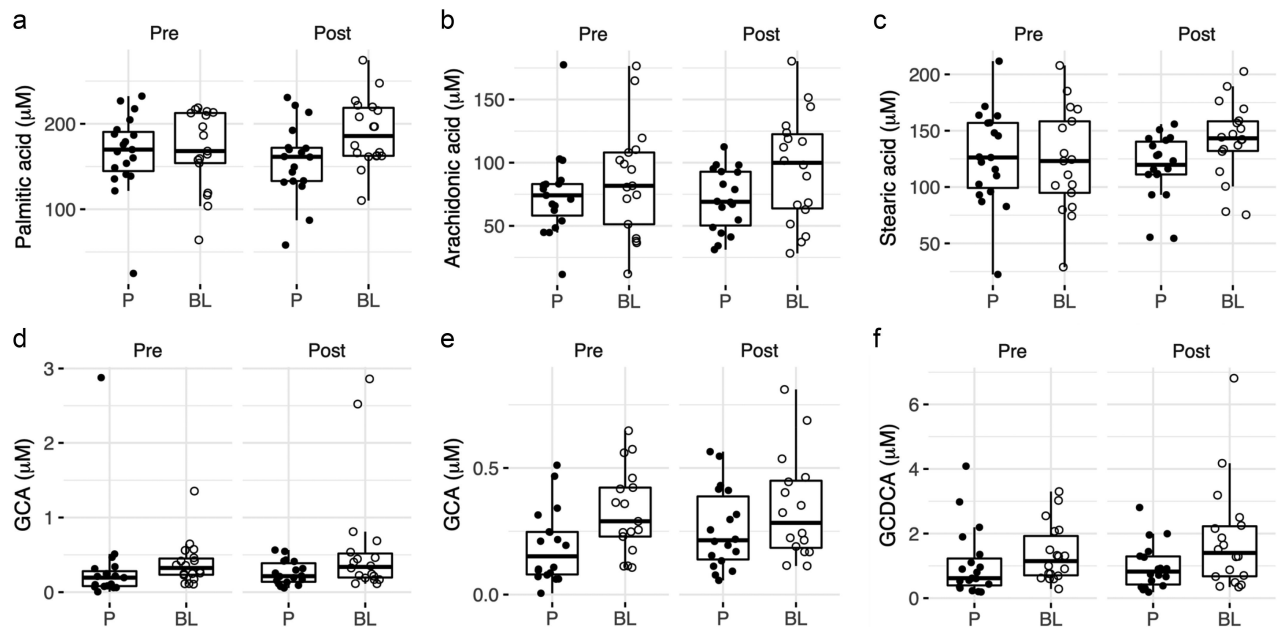 a
Pre
Post
Palmitic acid (μM)
200
100
P
BL
P
BL
b
Pre
Post
Arachidonic acid (μM)
150
100
50
P
BL
P
BL
c
Pre
Post
Stearic acid (μM)
200
150
100
50
P
BL
P
BL
d
Pre
Post
GCA (μM)
3
2
1
0
P
BL
P
BL
e
Pre
Post
GCA (μM)
0.5
0.0
P
BL
P
BL
f
Pre
Post
GCDCA (μM)
6
4
2
0
P
BL
P
BL